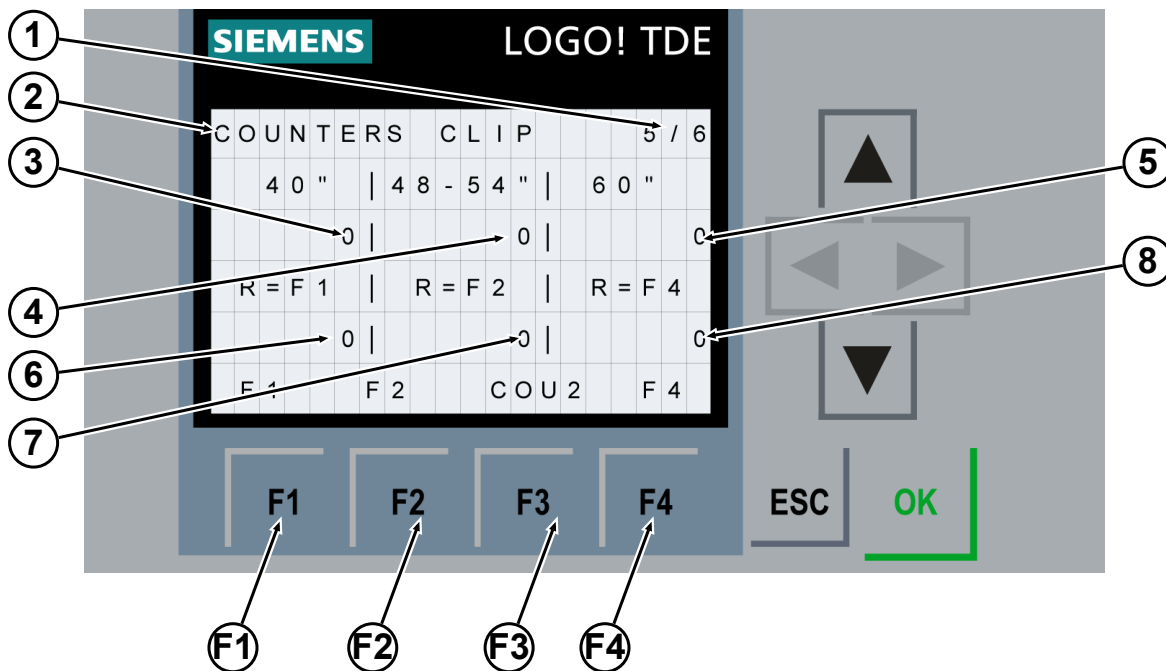 1
SIEMENS LOGO! TDE
2
COUNTERS CLIP 5/6
3
40" |48-54"| 60"
5
0| 0| 0
8
4
R=F1 | R=F2 | R=F4
6
0| 0| 0
F1 F2 COU2 F4
7
F1 F2 F3 F4 ESC OK
F1 F2 F3 F4